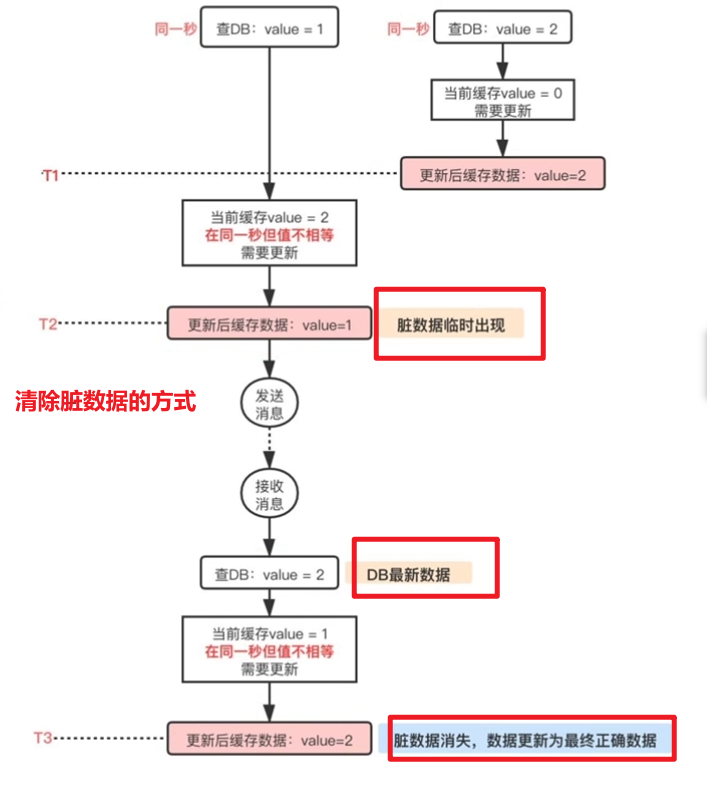 同一秒
查DB：value = 1
同一秒
查DB：value = 2
当前缓存value = 0
需要更新
T1
更新后缓存数据：value=2
当前缓存value = 2
在同一秒但值不相等
需要更新
T2
更新后缓存数据：value=1
脏数据临时出现
清除脏数据的方式
发送
消息
接收
消息
查DB：value = 2
DB最新数据
当前缓存value = 1
在同一秒但值不相等
需要更新
T3
更新后缓存数据：value=2
脏数据消失，数据更新为最终正确数据